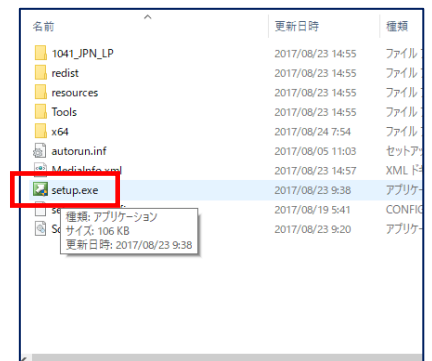 名前 更新日時 種類
1041_JPN_LP 2017/08/23 14:55 ファイル
redist 2017/08/23 14:55 ファイル
resources 2017/08/23 14:55 ファイル
Tools 2017/08/23 14:55 ファイル
x64 2017/08/24 7:54 ファイル
autorun.inf 2017/08/05 11:03 セットアッ
MediaInfo.xml 2017/08/23 14:57 XML ド
setup.exe 2017/08/23 9:38 アプリケー
se 2017/08/19 5:41 CONFIG
Sq 2017/08/23 9:20 アプリケー
種類: アプリケーション
サイズ: 106 KB
更新日時: 2017/08/23 9:38